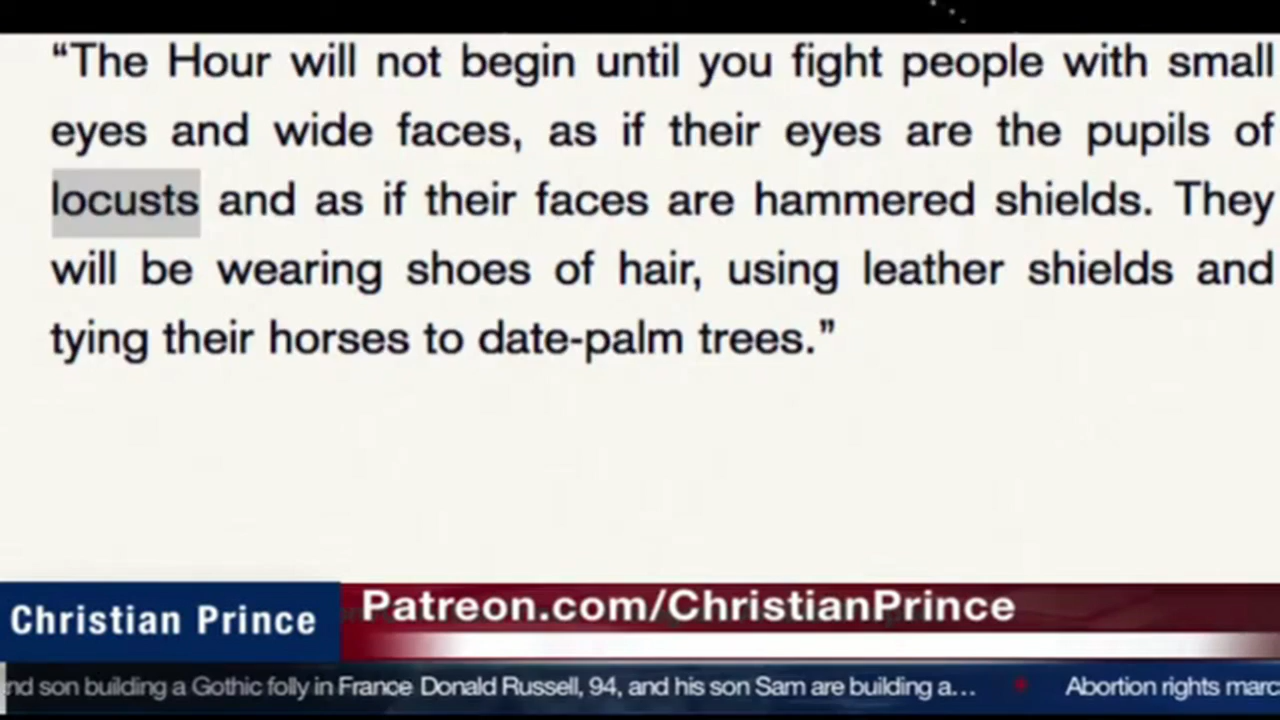 “The Hour will not begin until you fight people with small
eyes and wide faces, as if their eyes are the pupils of
locusts and as if their faces are hammered shields. They
will be wearing shoes of hair, using leather shields and
tying their horses to date-palm trees.”
Christian Prince
Patreon.com/ChristianPrince
nd son building a Gothic folly in France Donald Russell, 94, and his son Sam are building a… Abortion rights marc